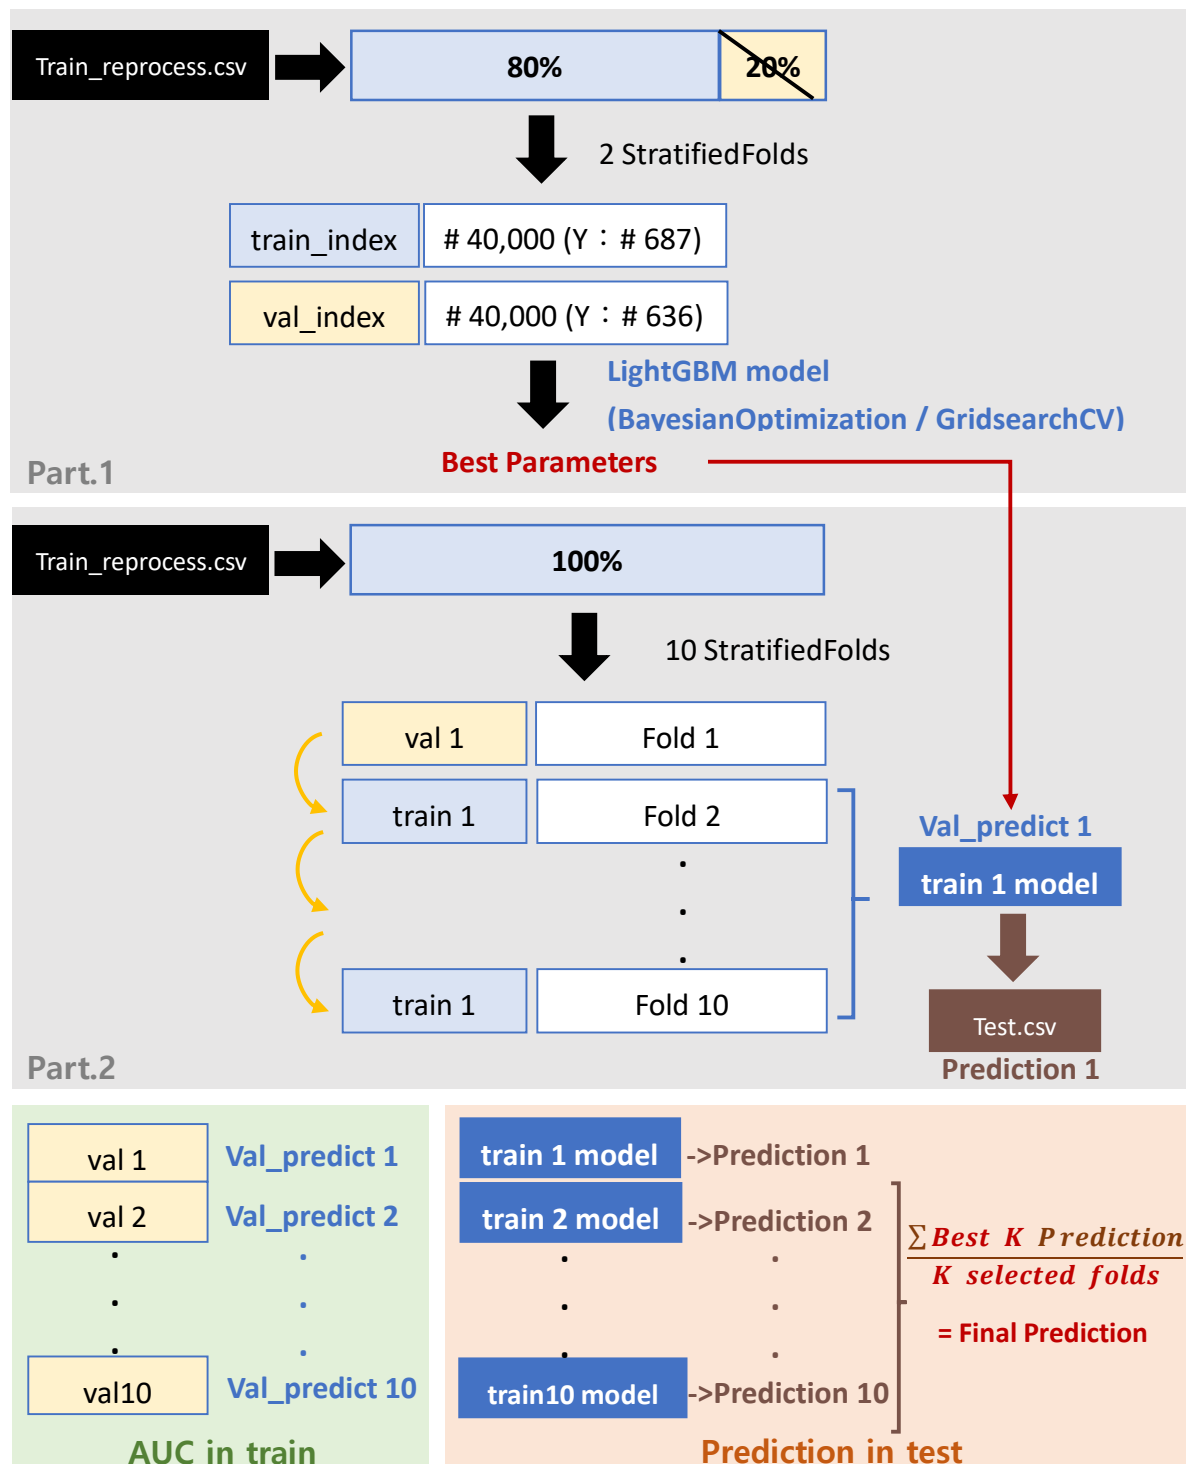 Train_reprocess.csv
80%
20%
2 StratifiedFolds
train_index
# 40,000 (Y：# 687)
val_index
# 40,000 (Y：# 636)
LightGBM model
(BayesianOptimization / GridsearchCV)
Best Parameters
Part.1
Train_reprocess.csv
100%
10 StratifiedFolds
val 1
Fold 1
train 1
Fold 2
.
.
.
train 1
Fold 10
Val_predict 1
train 1 model
Test.csv
Prediction 1
Part.2
val 1
Val_predict 1
val 2
Val_predict 2
. .
. .
. .
val10
Val_predict 10
AUC in train
train 1 model
->Prediction 1
train 2 model
->Prediction 2
. .
. .
. .
train10 model
->Prediction 10
∑Best K Prediction
K selected folds
= Final Prediction
Prediction in test